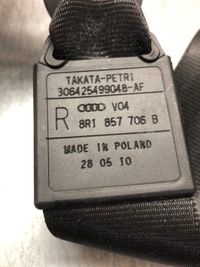 TAKATA-PETRI
306425499048-AF
R V04
8R1 857 706 B
MADE IN POLAND
28 05 10